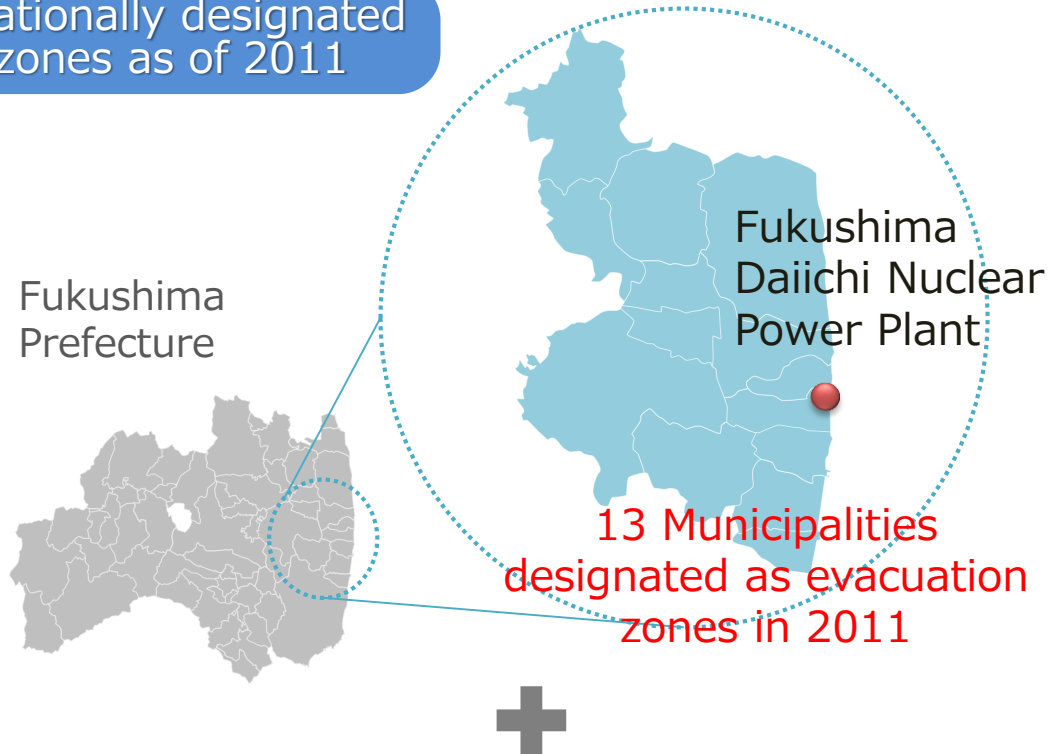 ationally designated
zones as of 2011
Fukushima
Daiichi Nuclear
Power Plant
Fukushima
Prefecture
13 Municipalities
designated as evacuation
zones in 2011